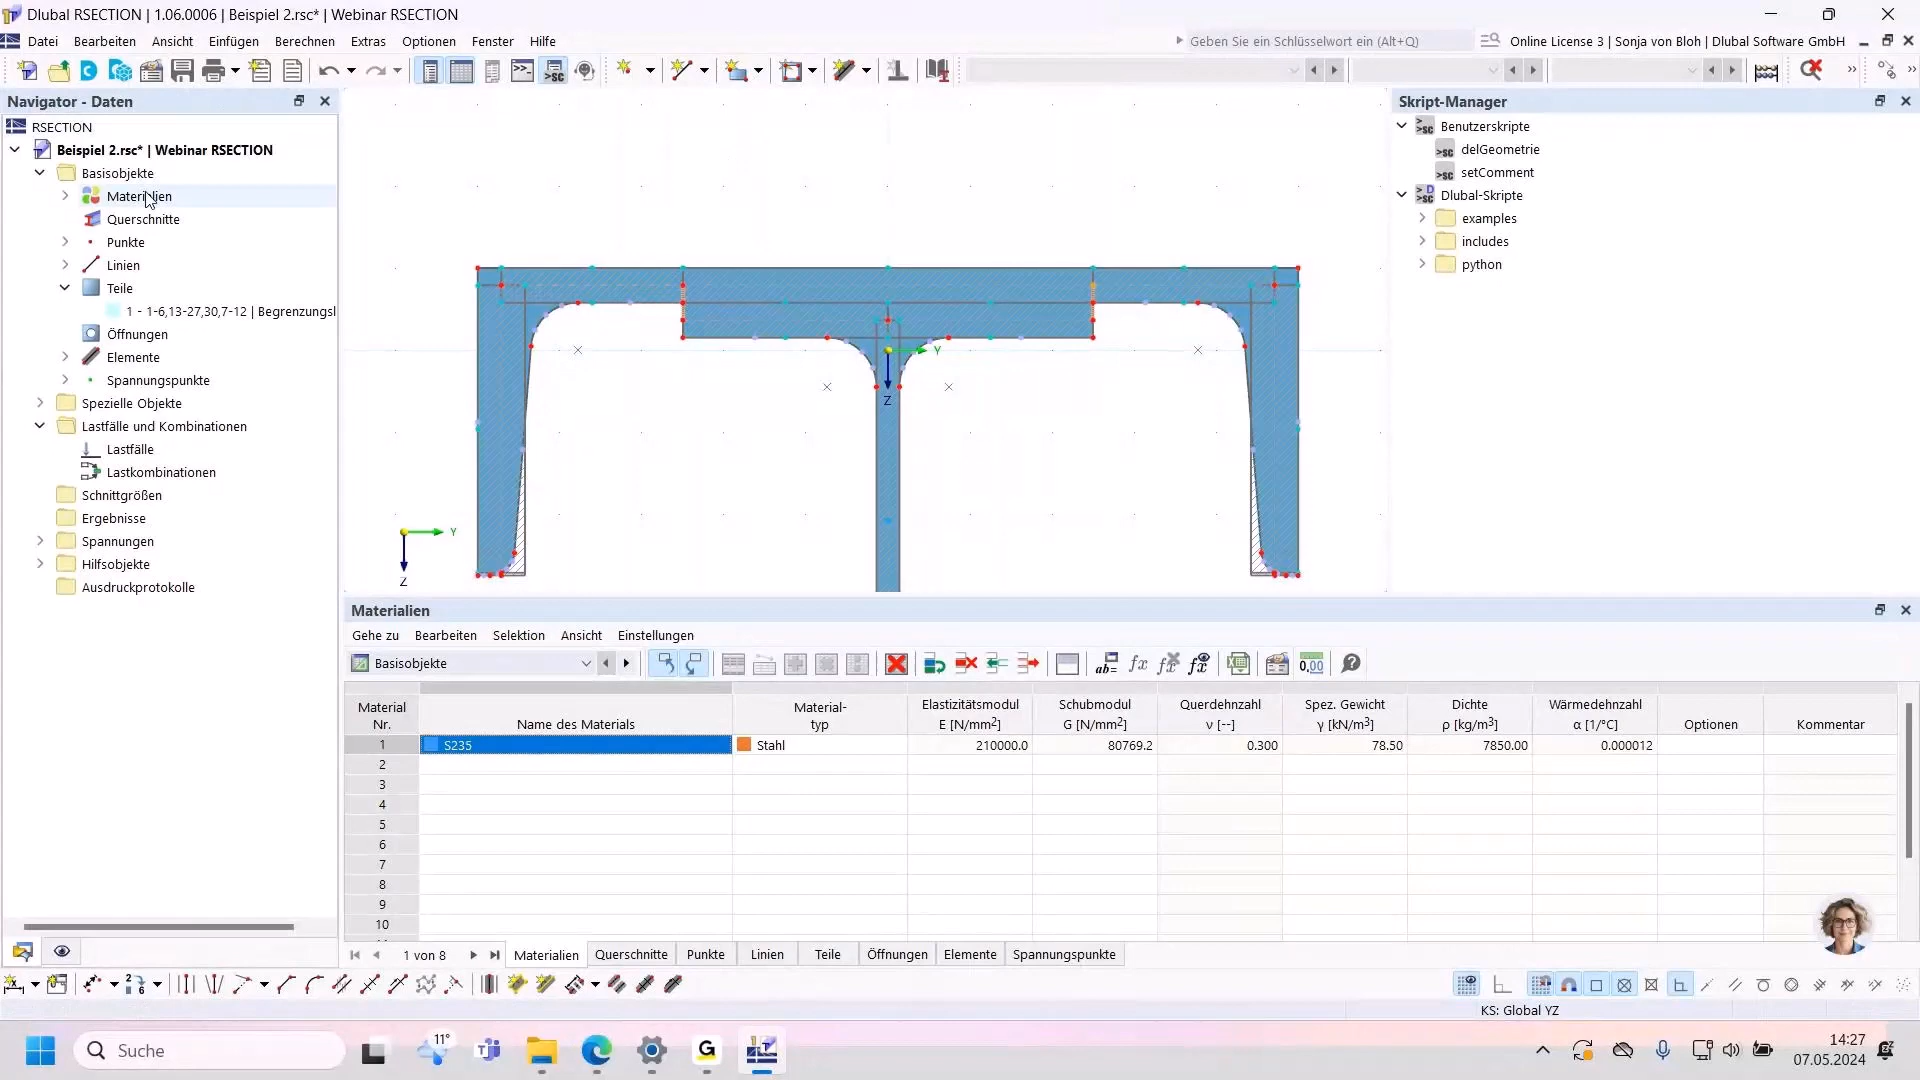 Dlubal RSECTION | 1.06.0006 | Beispiel 2.rsc* | Webinar RSECTION
Datei Bearbeiten Ansicht Einfügen Berechnen Extras Optionen Fenster Hilfe
Geben Sie ein Schlüsselwort ein (Alt+Q)
Online License 3 | Sonja von Bloh | Dlubal Software GmbH
Navigator - Daten
RSECTION
Beispiel 2.rsc* | Webinar RSECTION
Basisobjekte
Materialien
Querschnitte
Punkte
Linien
Teile
1 - 1-6,13-27,30,7-12 | Begrenzungsl
Öffnungen
Elemente
Spannungspunkte
Spezielle Objekte
Lastfälle und Kombinationen
Lastfälle
Lastkombinationen
Schnittgrößen
Ergebnisse
Spannungen
Hilfsobjekte
Ausdruckprotokolle
Y
Z
Y
Z
Skript-Manager
Benutzerskripte
delGeometrie
setComment
Dlubal-Skripte
examples
includes
python
Materialien
Gehe zu Bearbeiten Selektion Ansicht Einstellungen
Basisobjekte
Material Nr. Name des Materials Material-typ Elastizitätsmodul E [N/mm²] Schubmodul G [N/mm²] Querdehnzahl ν [--] Spez. Gewicht γ [kN/m³] Dichte ρ [kg/m³] Wärmedehnzahl α [1/°C] Optionen Kommentar
1 S235 Stahl 210000.0 80769.2 0.300 78.50 7850.00 0.000012
2
3
4
5
6
7
8
9
10
1 von 8 Materialien Querschnitte Punkte Linien Teile Öffnungen Elemente Spannungspunkte
KS: Global YZ
Suche
11°
14:27
07.05.2024